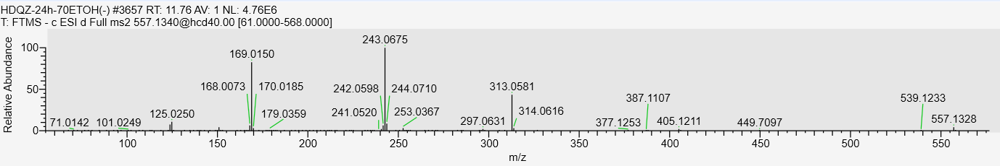 HDQZ-24h-70ETOH(-) #3657 RT: 11.76 AV: 1 NL: 4.76E6
T: FTMS - c ESI d Full ms2 557.1340@hcd40.00 [61.0000-568.0000]
243.0675
100
169.0150
168.0073 170.0185 242.0598 244.0710 313.0581
50
387.1107 539.1233
71.0142 101.0249 125.0250 179.0359 241.0520 253.0367 297.0631 314.0616 377.1253 405.1211 449.7097 557.1328
0
100 150 200 250 300 350 400 450 500 550
m/z
Relative Abundance